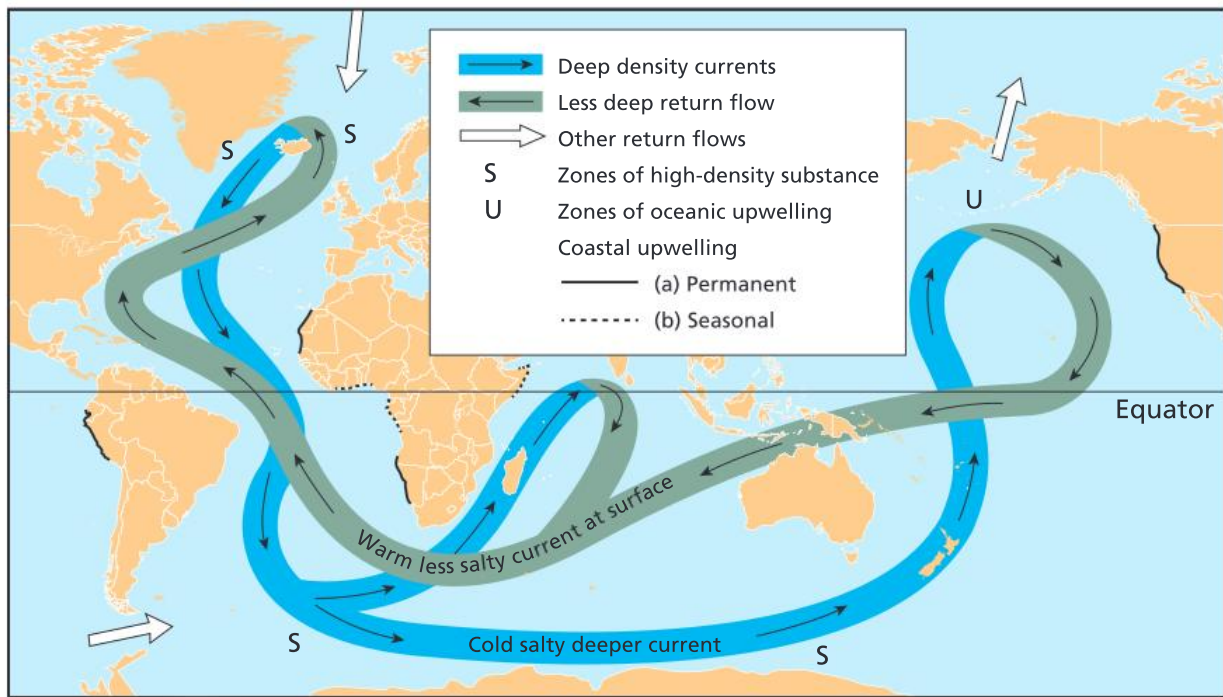 Deep density currents
Less deep return flow
Other return flows
S Zones of high-density substance
U Zones of oceanic upwelling
Coastal upwelling
(a) Permanent
(b) Seasonal
S
S
U
Equator
Warm less salty current at surface
S
Cold salty deeper current
S